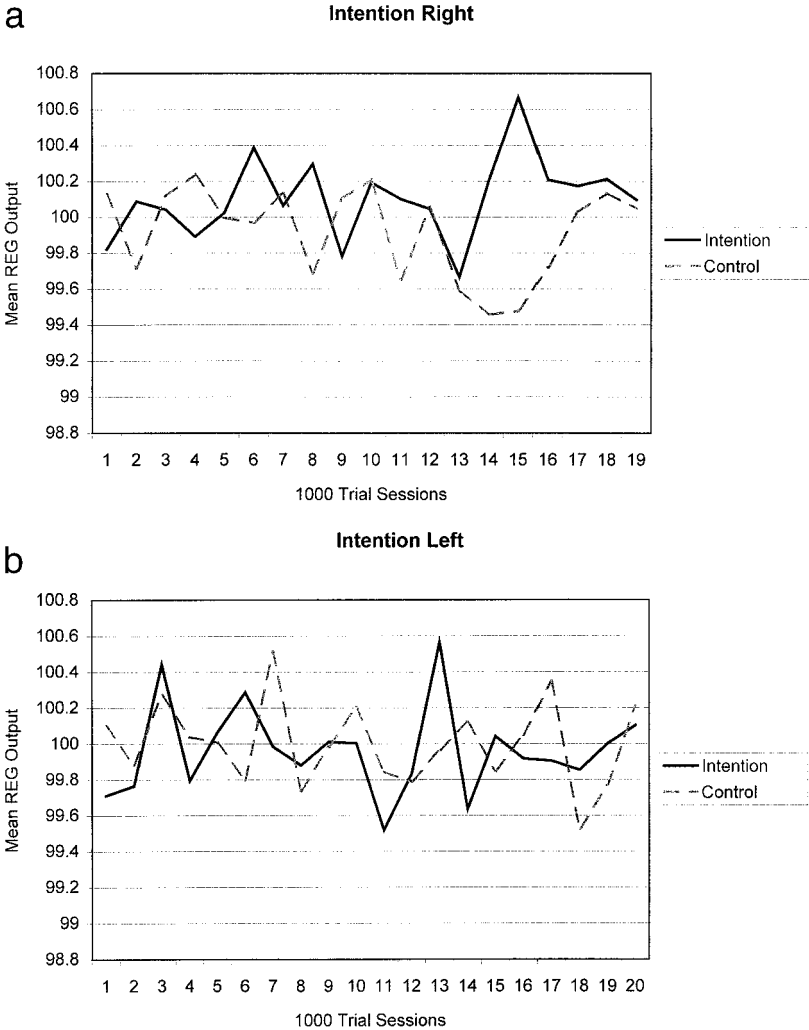 a
Intention Right
100.8
100.6
100.4
100.2
100
99.8
99.6
99.4
99.2
99
98.8
Mean REG Output
1 2 3 4 5 6 7 8 9 10 11 12 13 14 15 16 17 18 19
1000 Trial Sessions
Intention
Control
b
Intention Left
100.8
100.6
100.4
100.2
100
99.8
99.6
99.4
99.2
99
98.8
Mean REG Output
1 2 3 4 5 6 7 8 9 10 11 12 13 14 15 16 17 18 19 20
1000 Trial Sessions
Intention
Control